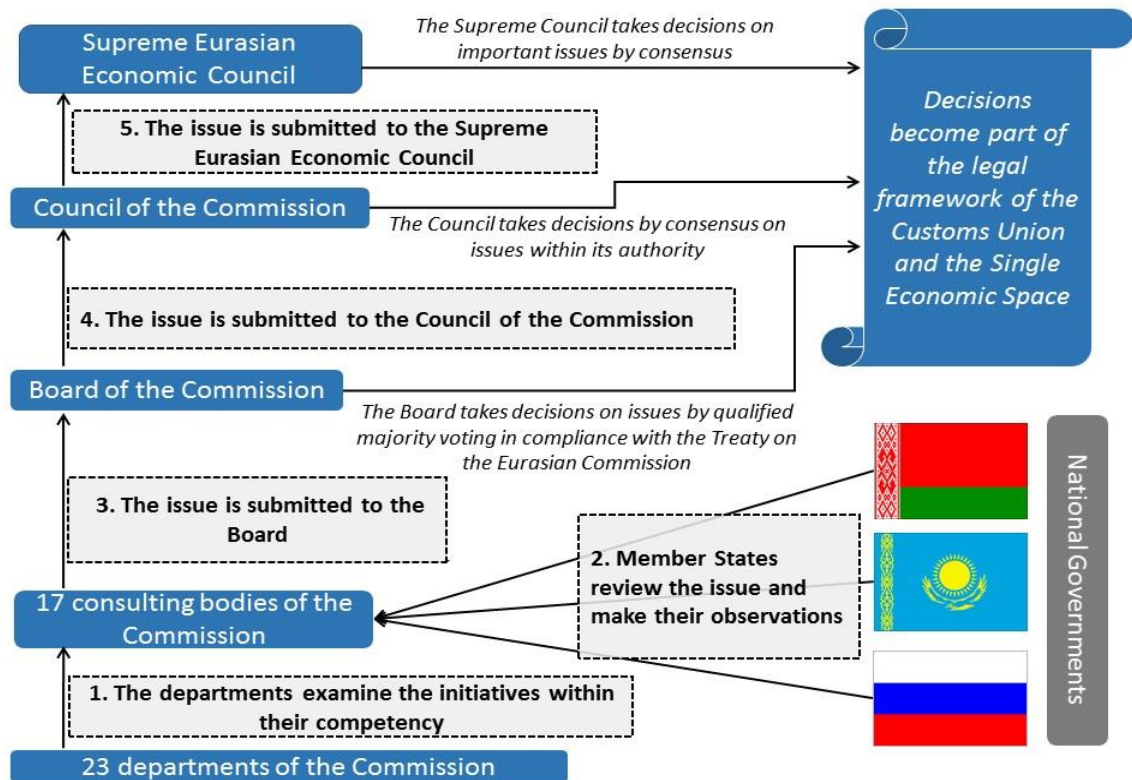 Supreme Eurasian
Economic Council
The Supreme Council takes decisions on
important issues by consensus
5. The issue is submitted to the Supreme
Eurasian Economic Council
Council of the Commission
The Council takes decisions by consensus on
issues within its authority
Decisions
become part of
the legal
framework of the
Customs Union
and the Single
Economic Space
4. The issue is submitted to the Council of the Commission
Board of the Commission
The Board takes decisions on issues by qualified
majority voting in compliance with the Treaty on
the Eurasian Commission
3. The issue is submitted to the
Board
2. Member States
review the issue and
make their observations
National Governments
17 consulting bodies of the
Commission
1. The departments examine the initiatives within
their competency
23 departments of the Commission